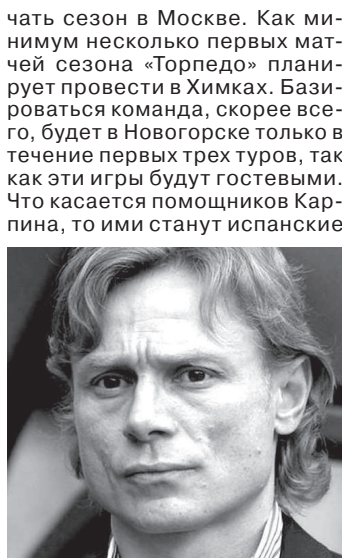 чать сезон в Москве. Как ми-
нимум несколько первых мат-
чей сезона «Торпедо» плани-
рует провести в Химках. Бази-
роваться команда, скорее все-
го, будет в Новогорске только в
течение первых трех туров, так
как эти игры будут гостевыми.
Что касается помощников Кар-
пина, то ими станут испанские